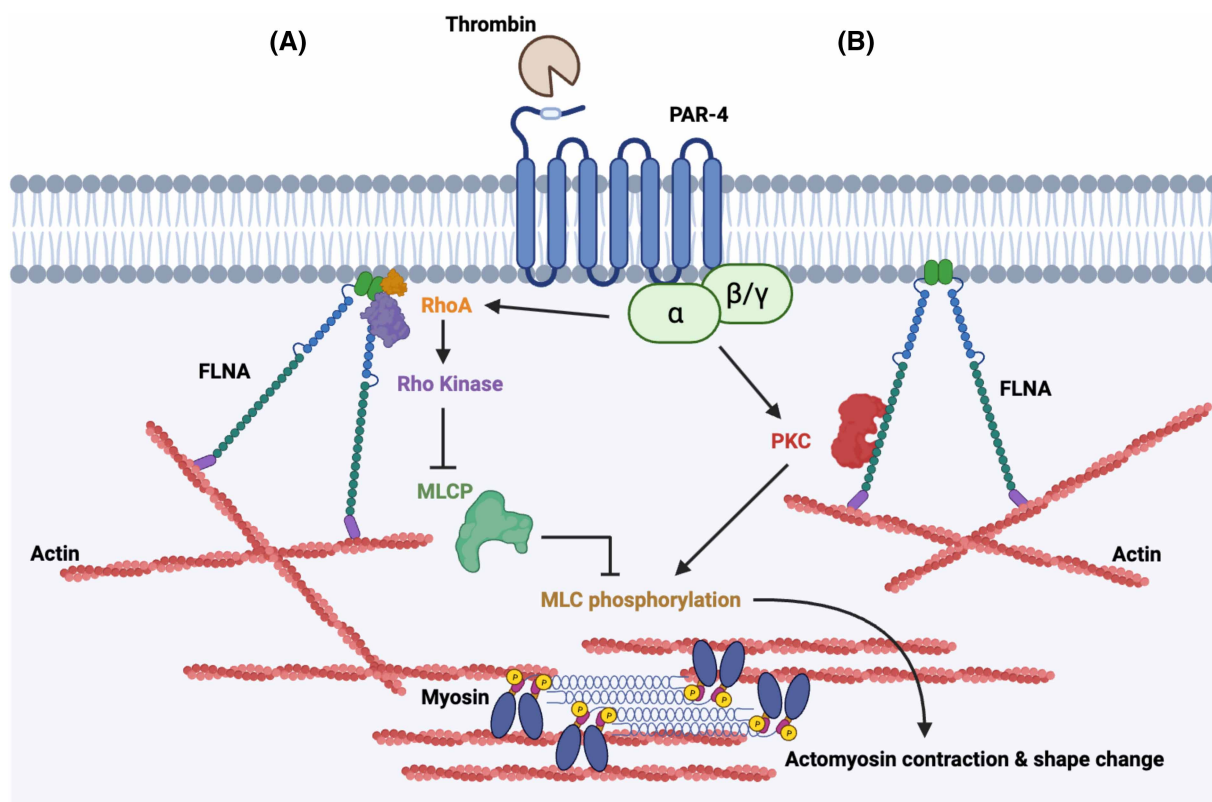 Thrombin
(A)
(B)
PAR-4
β/γ
α
RhoA
FLNA
Rho Kinase
FLNA
PKC
MLCP
Actin
Actin
MLC phosphorylation
P
P
P
P
Myosin
P
P
P
P
Actomyosin contraction & shape change